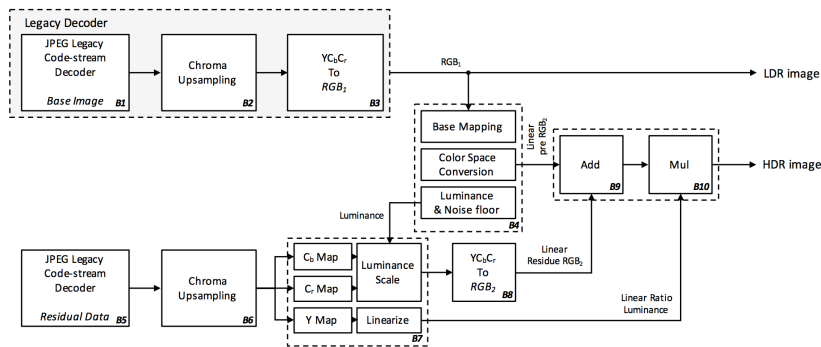 Legacy Decoder
JPEG Legacy
Code-stream
Decoder
Base Image
B1
Chroma
Upsampling
B2
YCbCr
To
RGB1
B3
RGB1
LDR image
Base Mapping
Color Space
Conversion
Luminance
& Noise floor
B4
Linear
pre RGB2
Add
B9
Mul
B10
HDR image
Luminance
JPEG Legacy
Code-stream
Decoder
Residual Data
B5
Chroma
Upsampling
B6
Cb Map
Cr Map
Y Map
Luminance
Scale
Linearize
B7
YCbCr
To
RGB2
B8
Linear
Residue RGB2
Linear Ratio
Luminance